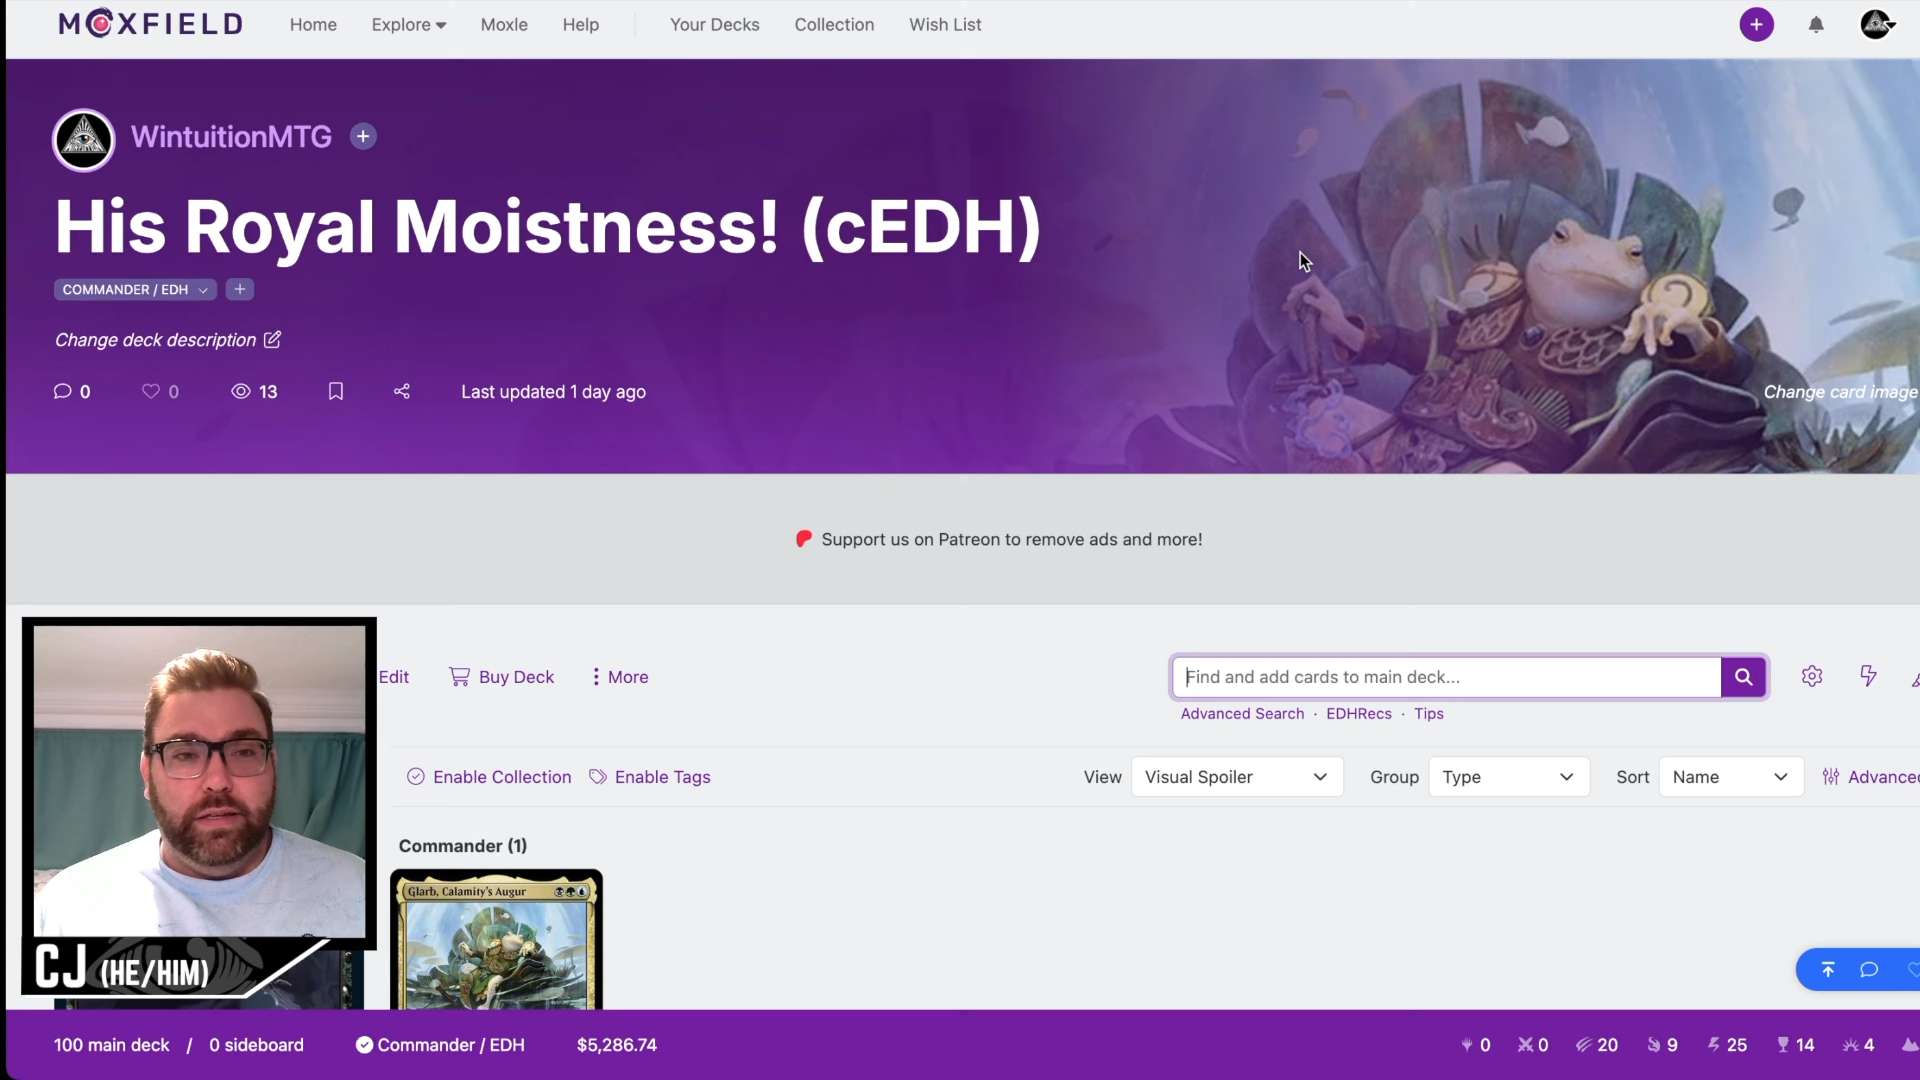 MOXFIELD
Home Explore Moxle Help Your Decks Collection Wish List
WintuitionMTG
His Royal Moistness! (cEDH)
COMMANDER / EDH
Change deck description
0 0 13 Last updated 1 day ago
Change card image
Support us on Patreon to remove ads and more!
Edit Buy Deck More
Find and add cards to main deck...
Advanced Search · EDHRecs · Tips
Enable Collection Enable Tags View Visual Spoiler Group Type Sort Name Advanced
Commander (1)
Glarb, Calamity's Augur
CJ (HE/HIM)
100 main deck / 0 sideboard Commander / EDH $5,286.74 0 0 20 9 25 14 4